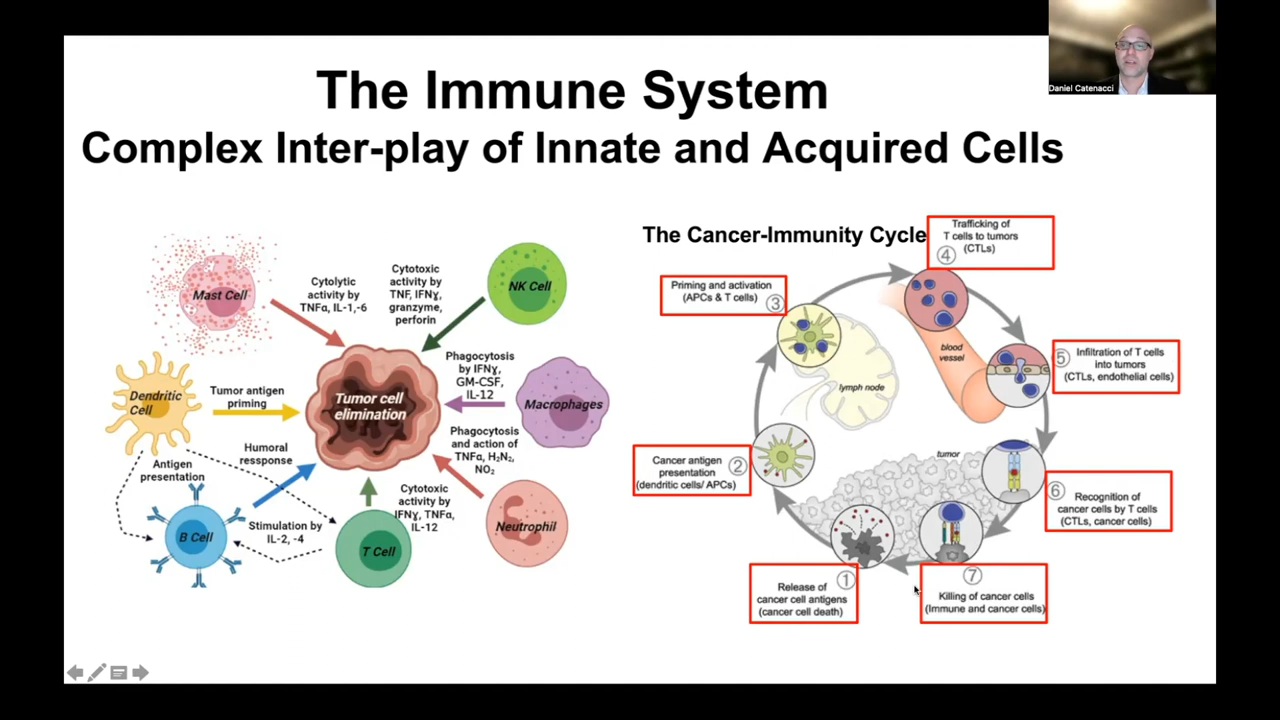 The Immune System
Complex Inter-play of Innate and Acquired Cells
Daniel Catenacci
Mast Cell
Cytolytic
activity by
TNFα, IL-1,-6
Cytotoxic
activity by
TNF, IFNɣ,
granzyme,
perforin
NK Cell
Dendritic
Cell
Tumor antigen
priming
Tumor cell
elimination
Phagocytosis
by IFNɣ,
GM-CSF,
IL-12
Macrophages
Antigen
presentation
Humoral
ressponse
Phagocytosis
and action of
TNFα, H₂N₂,
NO₂
B Cell
Stimulation by
IL-2, -4
T Cell
Cytotoxic
activity by
IFNɣ, TNFα,
IL-12
Neutrophil
The Cancer-Immunity Cycle
Trafficking of
T cells to tumors
(CTLs)
4
Priming and activation
(APCs & T cells)
3
blood
vessel
lymph node
5
Infiltration of T cells
into tumors
(CTLs, endothelial cells)
Cancer antigen
presentation
(dendritic cells/ APCs)
2
tumor
6
Recognition of
cancer cells by T cells
(CTLs, cancer cells)
1
Release of
cancer cell antigens
(cancer cell death)
7
Killing of cancer cells
(Immune and cancer cells)